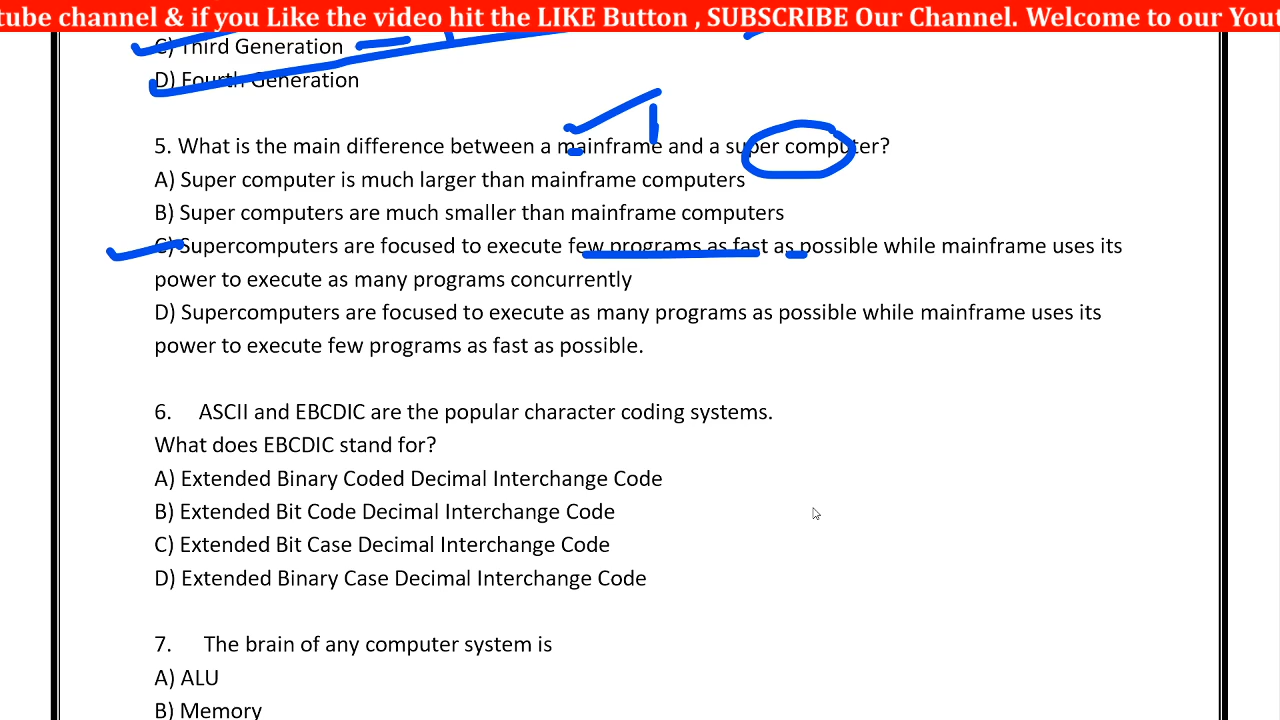 tube channel & if you Like the video hit the LIKE Button , SUBSCRIBE Our Channel. Welcome to our Yout
C) Third Generation
D) Fourth Generation
5. What is the main difference between a mainframe and a super computer?
A) Super computer is much larger than mainframe computers
B) Super computers are much smaller than mainframe computers
C) Supercomputers are focused to execute few programs as fast as possible while mainframe uses its
power to execute as many programs concurrently
D) Supercomputers are focused to execute as many programs as possible while mainframe uses its
power to execute few programs as fast as possible.
6. ASCII and EBCDIC are the popular character coding systems.
What does EBCDIC stand for?
A) Extended Binary Coded Decimal Interchange Code
B) Extended Bit Code Decimal Interchange Code
C) Extended Bit Case Decimal Interchange Code
D) Extended Binary Case Decimal Interchange Code
7. The brain of any computer system is
A) ALU
B) Memory